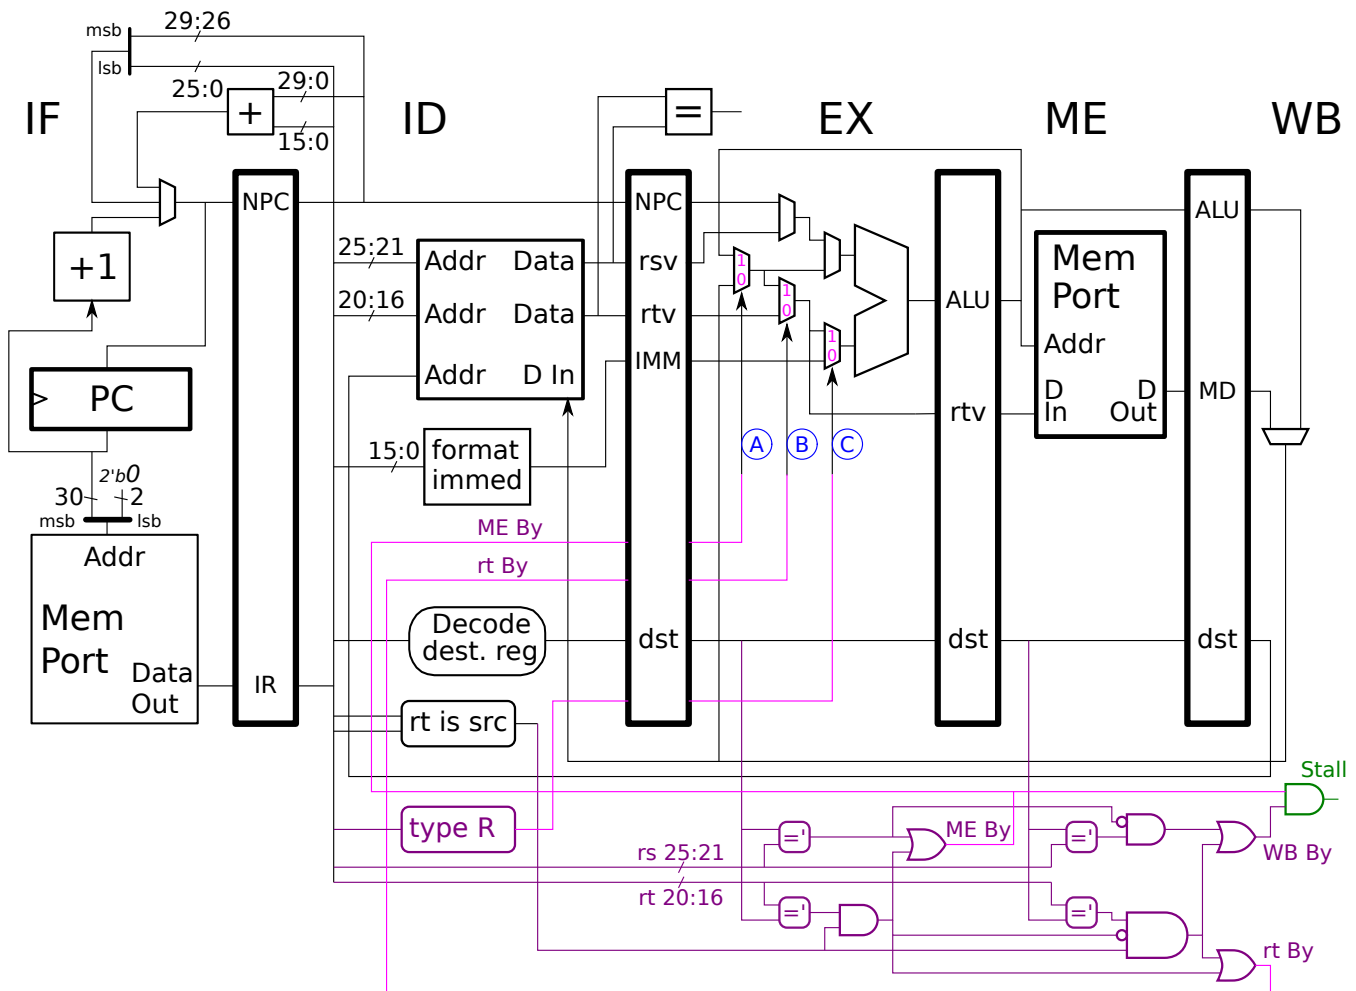 29:26
msb
lsb
25:0
29:0
15:0
+
=
IF
ID
EX
ME
WB
NPC
NPC
ALU
+1
25:21
Addr
Data
rsv
1
0
Mem
Port
20:16
Addr
Data
rtv
1
0
ALU
Addr
1
0
IMM
Addr
D In
PC
D
In
D
Out
MD
rtv
15:0
format
immed
A
B
C
2'b0
30
2
msb
lsb
Addr
ME By
rt By
Mem
Port
Data
Out
IR
Decode
dest. reg
dst
dst
dst
rt is src
Stall
type R
='
ME By
='
WB By
rs 25:21
rt 20:16
='
='
rt By